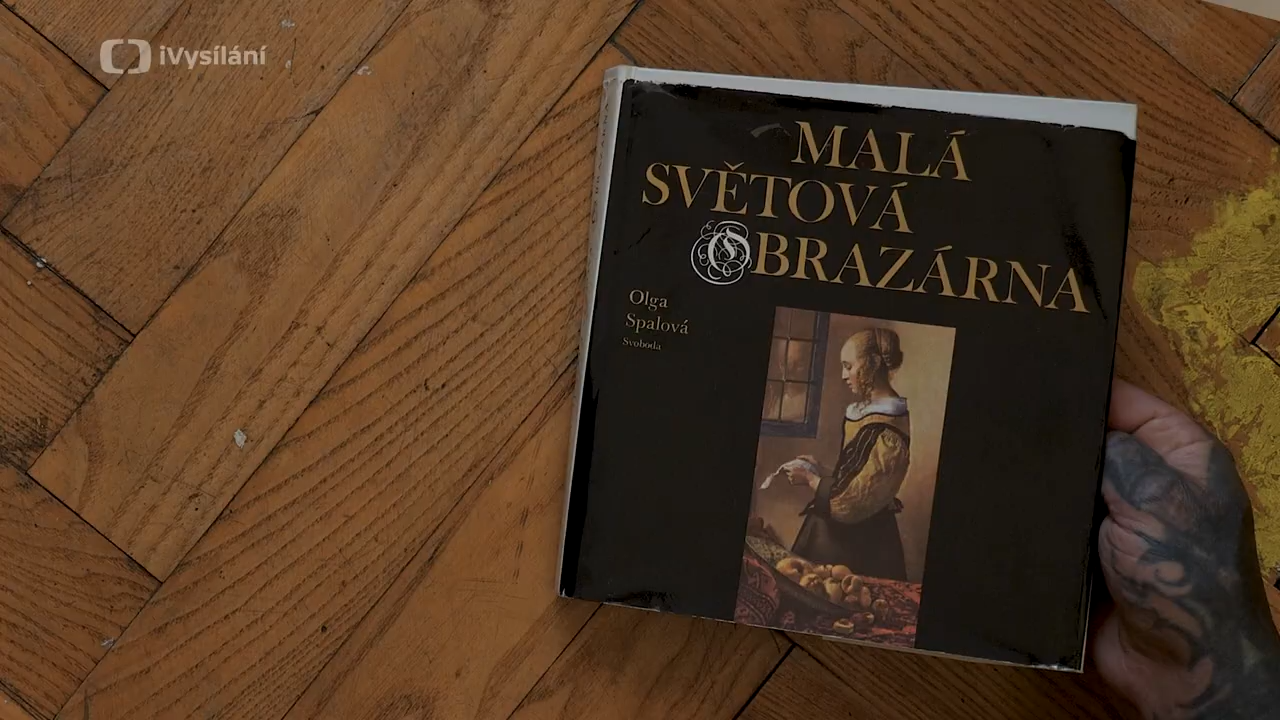 iVysílání
MALÁ
SVĚTOVÁ
OBRAZÁRNA
Olga
Spalová
Svoboda